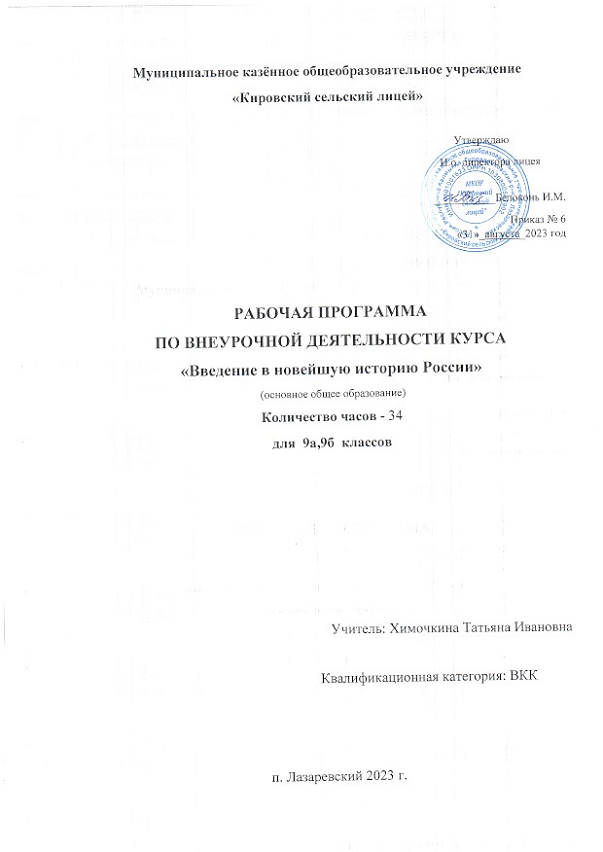 Муниципальное казённое общеобразовательное учреждение
«Кировский сельский лицей»
Утверждаю
И.о. директора лицея
Белоконь И.М.
Приказ № 6
«31» августа 2023 год
РАБОЧАЯ ПРОГРАММА
ПО ВНЕУРОЧНОЙ ДЕЯТЕЛЬНОСТИ КУРСА
«Введение в новейшую историю России»
(основное общее образование)
Количество часов - 34
для 9а,9б классов
Учитель: Химочкина Татьяна Ивановна
Квалификационная категория: ВКК
п. Лазаревский 2023 г.